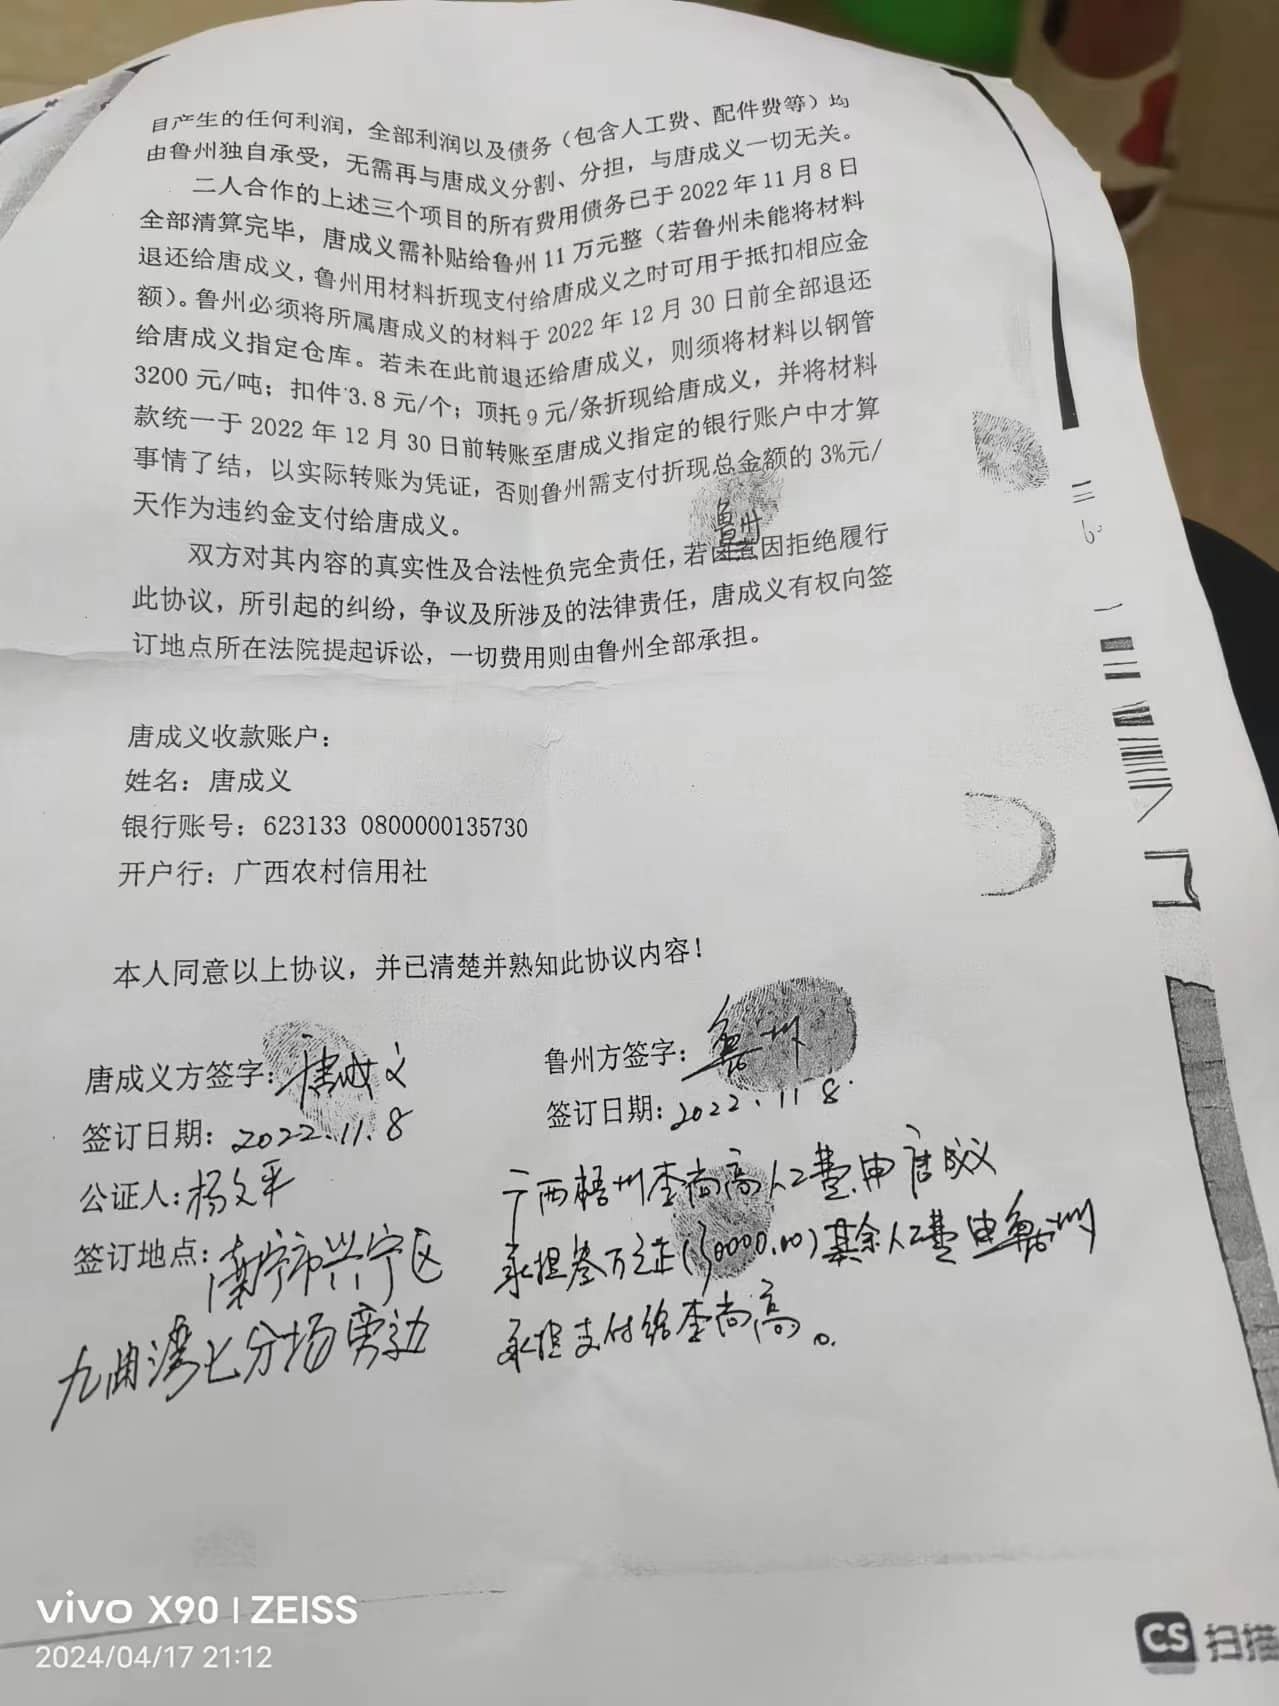 目产生的任何利润，全部利润以及债务（包含人工费、配件费等）均
由鲁州独自承受，无需再与唐成义分割、分担，与唐成义一切无关。
二人合作的上述三个项目的所有费用债务已于 2022 年 11 月 8 日
全部清算完毕，唐成义需补贴给鲁州 11 万元整（若鲁州未能将材料
退还给唐成义，鲁州用材料折现支付给唐成义之时可用于抵扣相应金
额）。鲁州必须将所属唐成义的材料于 2022 年 12 月 30 日前全部退还
给唐成义指定仓库。若未在此前退还给唐成义，则须将材料以钢管
3200 元/吨；扣件 3.8 元/个；顶托 9 元/条折现给唐成义，并将材料
款统一于 2022 年 12 月 30 日前转账至唐成义指定的银行账户中才算
事情了结，以实际转账为凭证，否则鲁州需支付折现总金额的 3%元/
天作为违约金支付给唐成义。
鲁州
双方对其内容的真实性及合法性负完全责任，若因拒绝履行
此协议，所引起的纠纷，争议及所涉及的法律责任，唐成义有权向签
订地点所在法院提起诉讼，一切费用则由鲁州全部承担。
唐成义收款账户：
姓名：唐成义
银行账号：623133 0800000135730
开户行：广西农村信用社
本人同意以上协议，并已清楚并熟知此协议内容！
唐成义方签字：唐成义
鲁州方签字：鲁州
签订日期：2022.11.8
签订日期：2022.11.8.
公证人：杨文平
签订地点：南宁市兴宁区
九曲湾七分场旁边
广西梧州李尚高人工费由唐成义
承担叁万元正(30000.00)其余人工费由鲁州
承担支付给李尚高。
vivo X90 | ZEISS
2024/04/17 21:12
CS 扫描